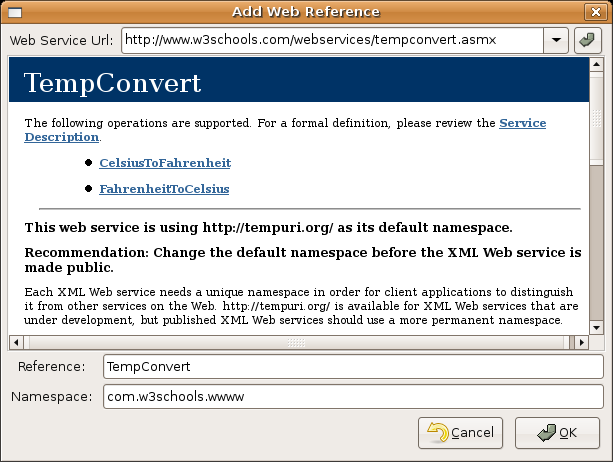 Add Web Reference
Web Service Url: http://www.w3schools.com/webservices/tempconvert.asmx
TempConvert
The following operations are supported. For a formal definition, please review the Service
Description.
CelsiusToFahrenheit
FahrenheitToCelsius
This web service is using http://tempuri.org/ as its default namespace.
Recommendation: Change the default namespace before the XML Web service is
made public.
Each XML Web service needs a unique namespace in order for client applications to distinguish
it from other services on the Web. http://tempuri.org/ is available for XML Web services that are
under development, but published XML Web services should use a more permanent namespace.
Reference: TempConvert
Namespace: com.w3schools.wwww
Cancel OK